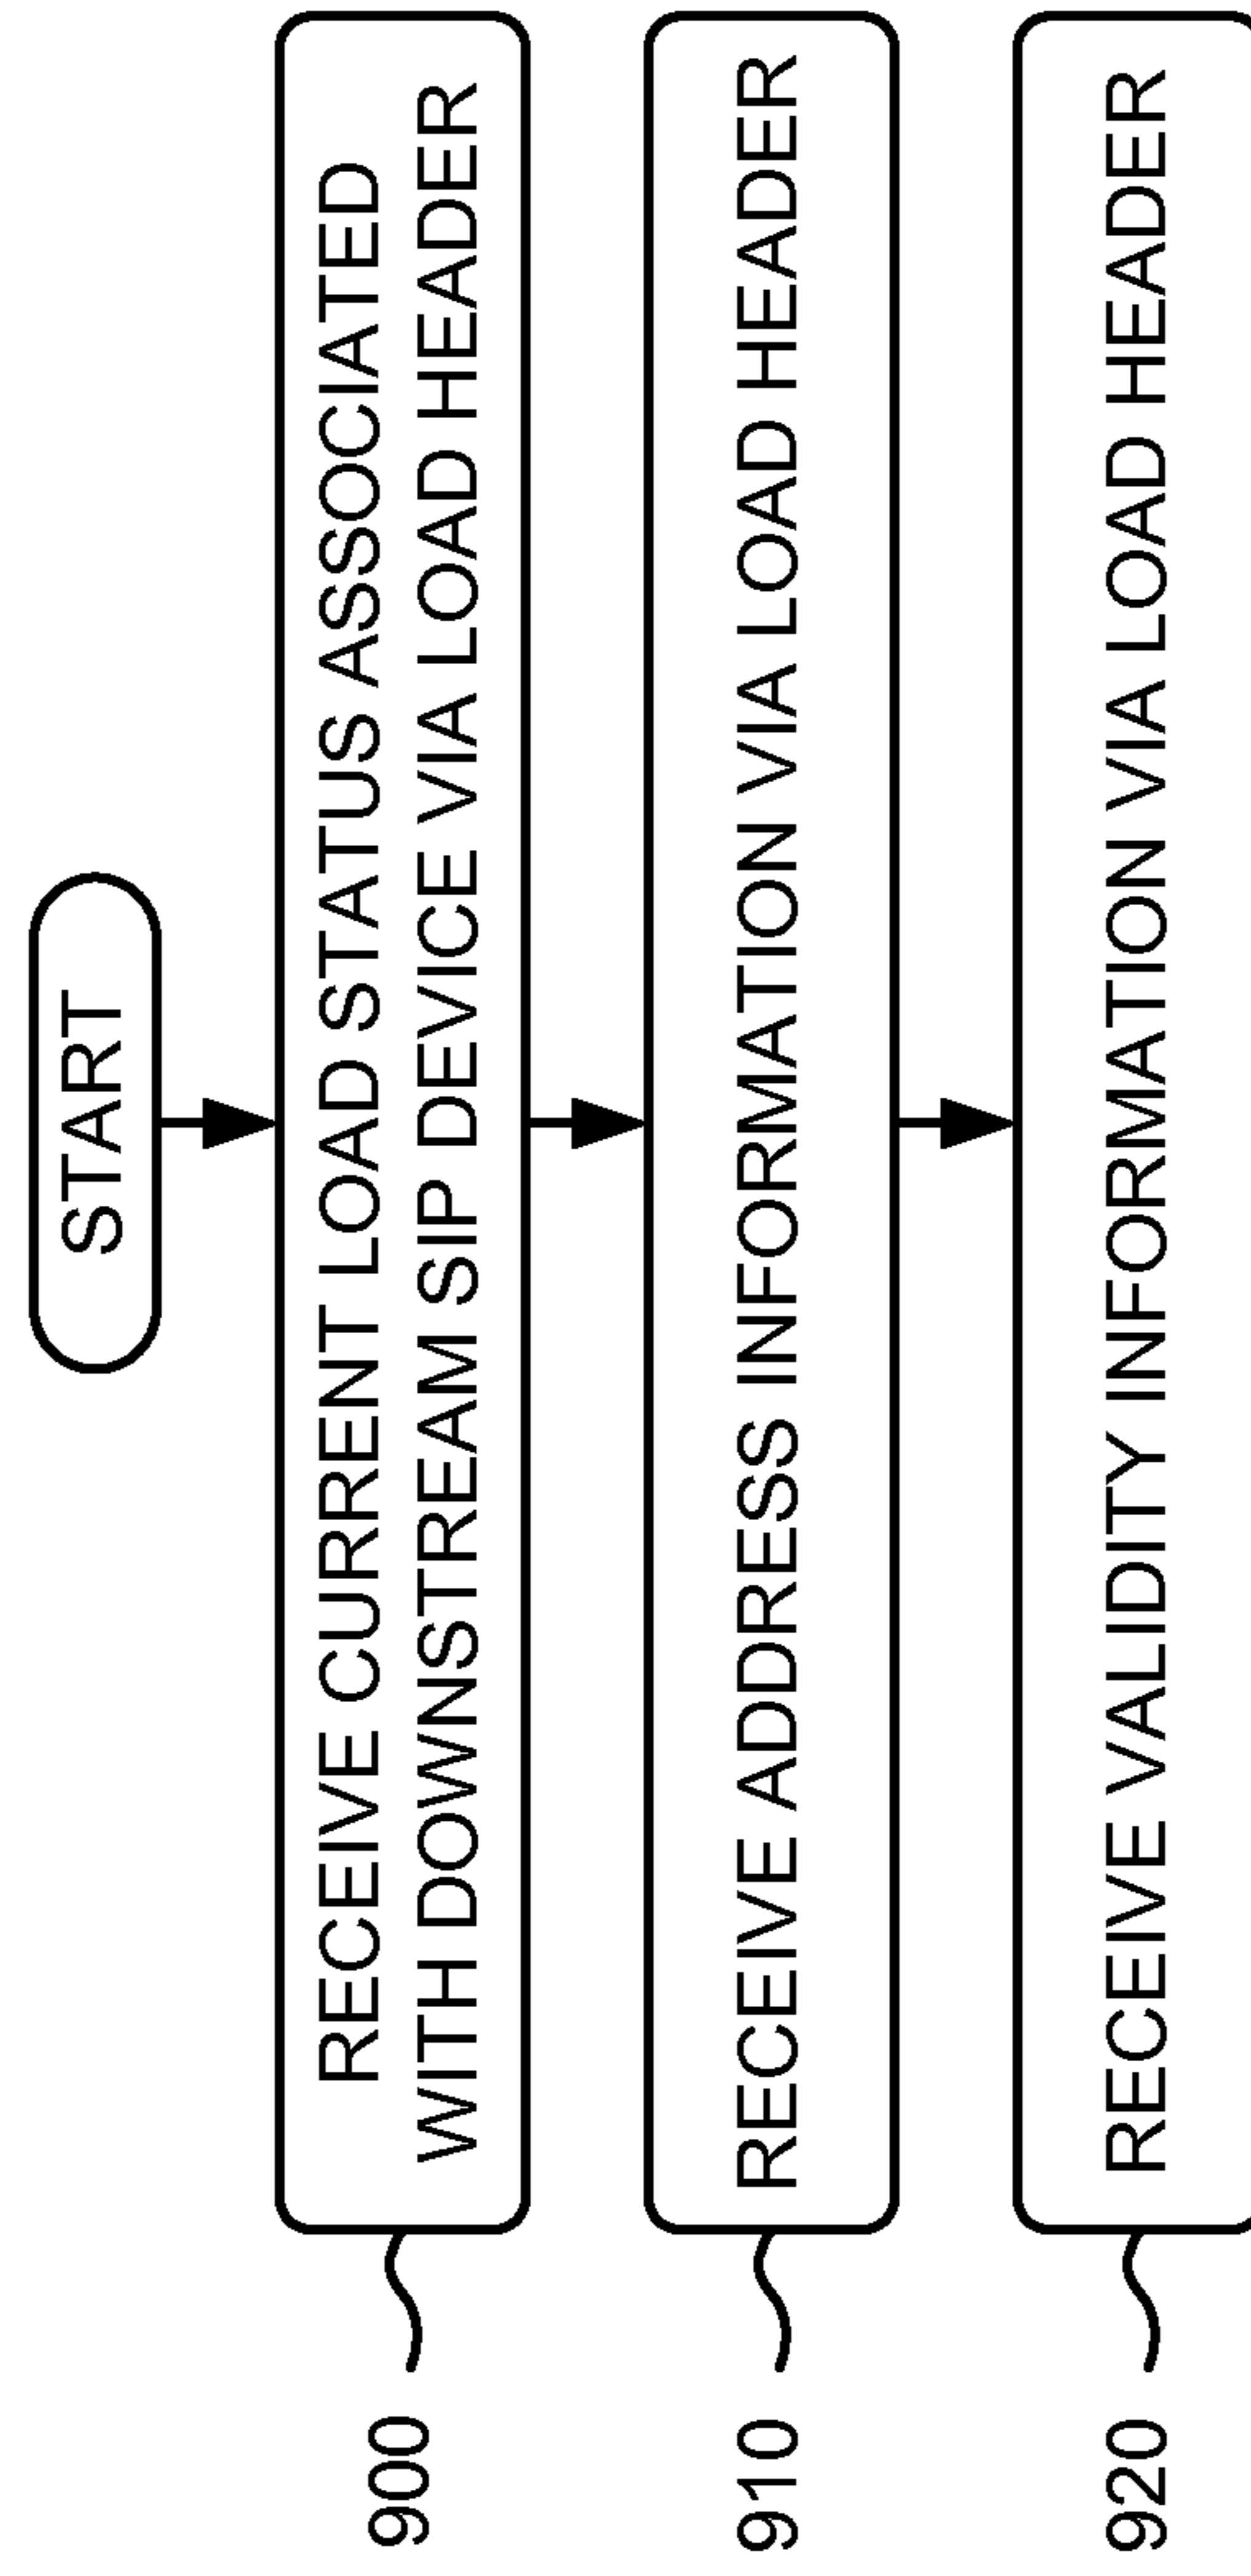 START
900
RECEIVE CURRENT LOAD STATUS ASSOCIATED
WITH DOWNSTREAM SIP DEVICE VIA LOAD HEADER
910
RECEIVE ADDRESS INFORMATION VIA LOAD HEADER
920
RECEIVE VALIDITY INFORMATION VIA LOAD HEADER